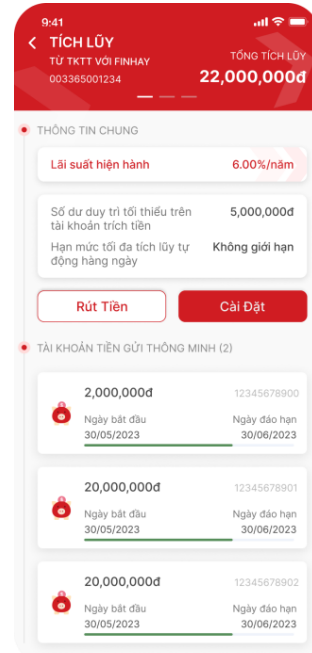 9:41
TÍCH LŨY
TỪ TKTT VỚI FINHAY
TỔNG TÍCH LŨY
003365001234
22,000,000đ
THÔNG TIN CHUNG
Lãi suất hiện hành 6.00%/năm
Số dư duy trì tối thiểu trên 5,000,000đ
tài khoản trích tiền
Hạn mức tối đa tích lũy tự Không giới hạn
động hàng ngày
Rút Tiền Cài Đặt
TÀI KHOẢN TIỀN GỬI THÔNG MINH (2)
2,000,000đ 12345678900
Ngày bắt đầu Ngày đáo hạn
30/05/2023 30/06/2023
20,000,000đ 12345678901
Ngày bắt đầu Ngày đáo hạn
30/05/2023 30/06/2023
20,000,000đ 12345678902
Ngày bắt đầu Ngày đáo hạn
30/05/2023 30/06/2023